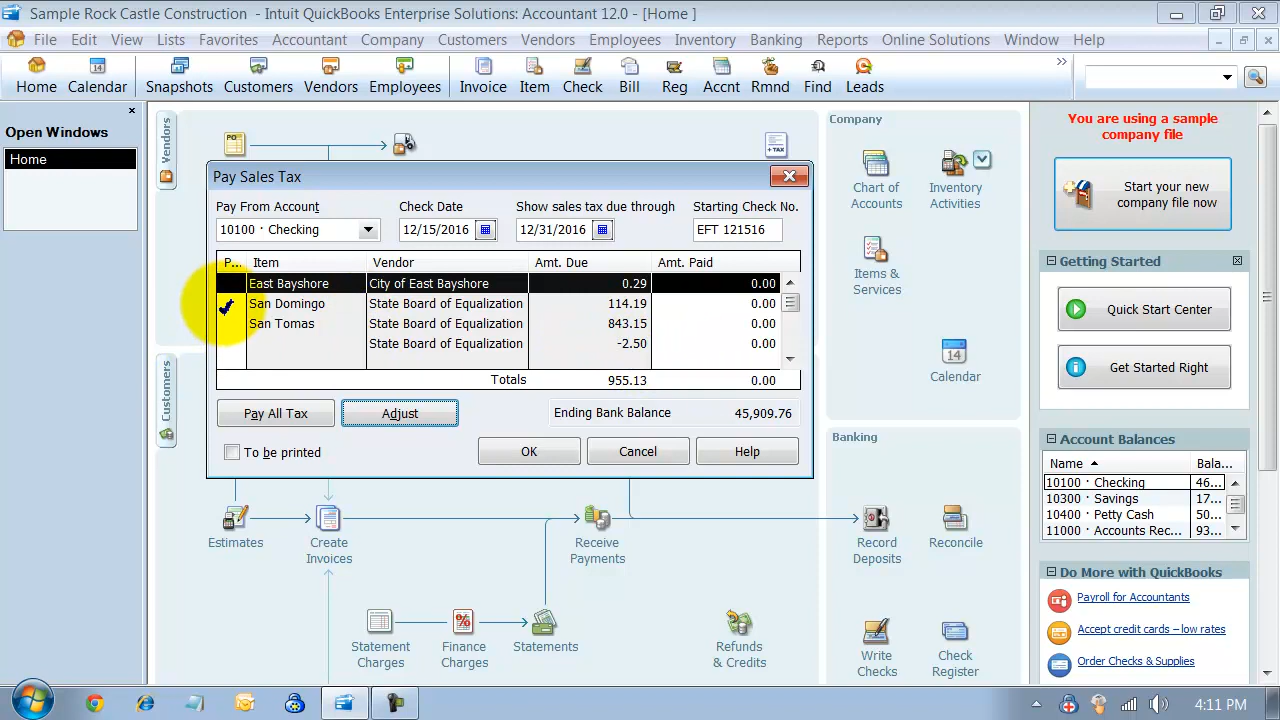 Sample Rock Castle Construction - Intuit QuickBooks Enterprise Solutions: Accountant 12.0 - [Home ]
File Edit View Lists Favorites Accountant Company Customers Vendors Employees Inventory Banking Reports Online Solutions Window Help
Home Calendar Snapshots Customers Vendors Employees Invoice Item Check Bill Reg Accnt Rmnd Find Leads
Open Windows
Home
Vendors
PO
+ TAX
Pay Sales Tax
Pay From Account Check Date Show sales tax due through Starting Check No.
10100 · Checking 12/15/2016 12/31/2016 EFT 121516
P... Item Vendor Amt. Due Amt. Paid
East Bayshore City of East Bayshore 0.29 0.00
San Domingo State Board of Equalization 114.19 0.00
San Tomas State Board of Equalization 843.15 0.00
State Board of Equalization -2.50 0.00
Totals 955.13 0.00
Pay All Tax Adjust Ending Bank Balance 45,909.76
To be printed OK Cancel Help
Customers
Estimates
Create
Invoices
Receive
Payments
Statement
Charges
Finance
Charges
Statements
Refunds
& Credits
Company
Chart of
Accounts
Inventory
Activities
Items &
Services
14
Calendar
Banking
Record
Deposits
Reconcile
Write
Checks
Check
Register
You are using a sample
company file
Start your new
company file now
Getting Started
Quick Start Center
Get Started Right
Account Balances
Name Bala...
10100 · Checking 46...
10300 · Savings 17...
10400 · Petty Cash 50...
11000 · Accounts Rec... 93...
Do More with QuickBooks
Payroll for Accountants
Accept credit cards – low rates
Order Checks & Supplies
4:11 PM